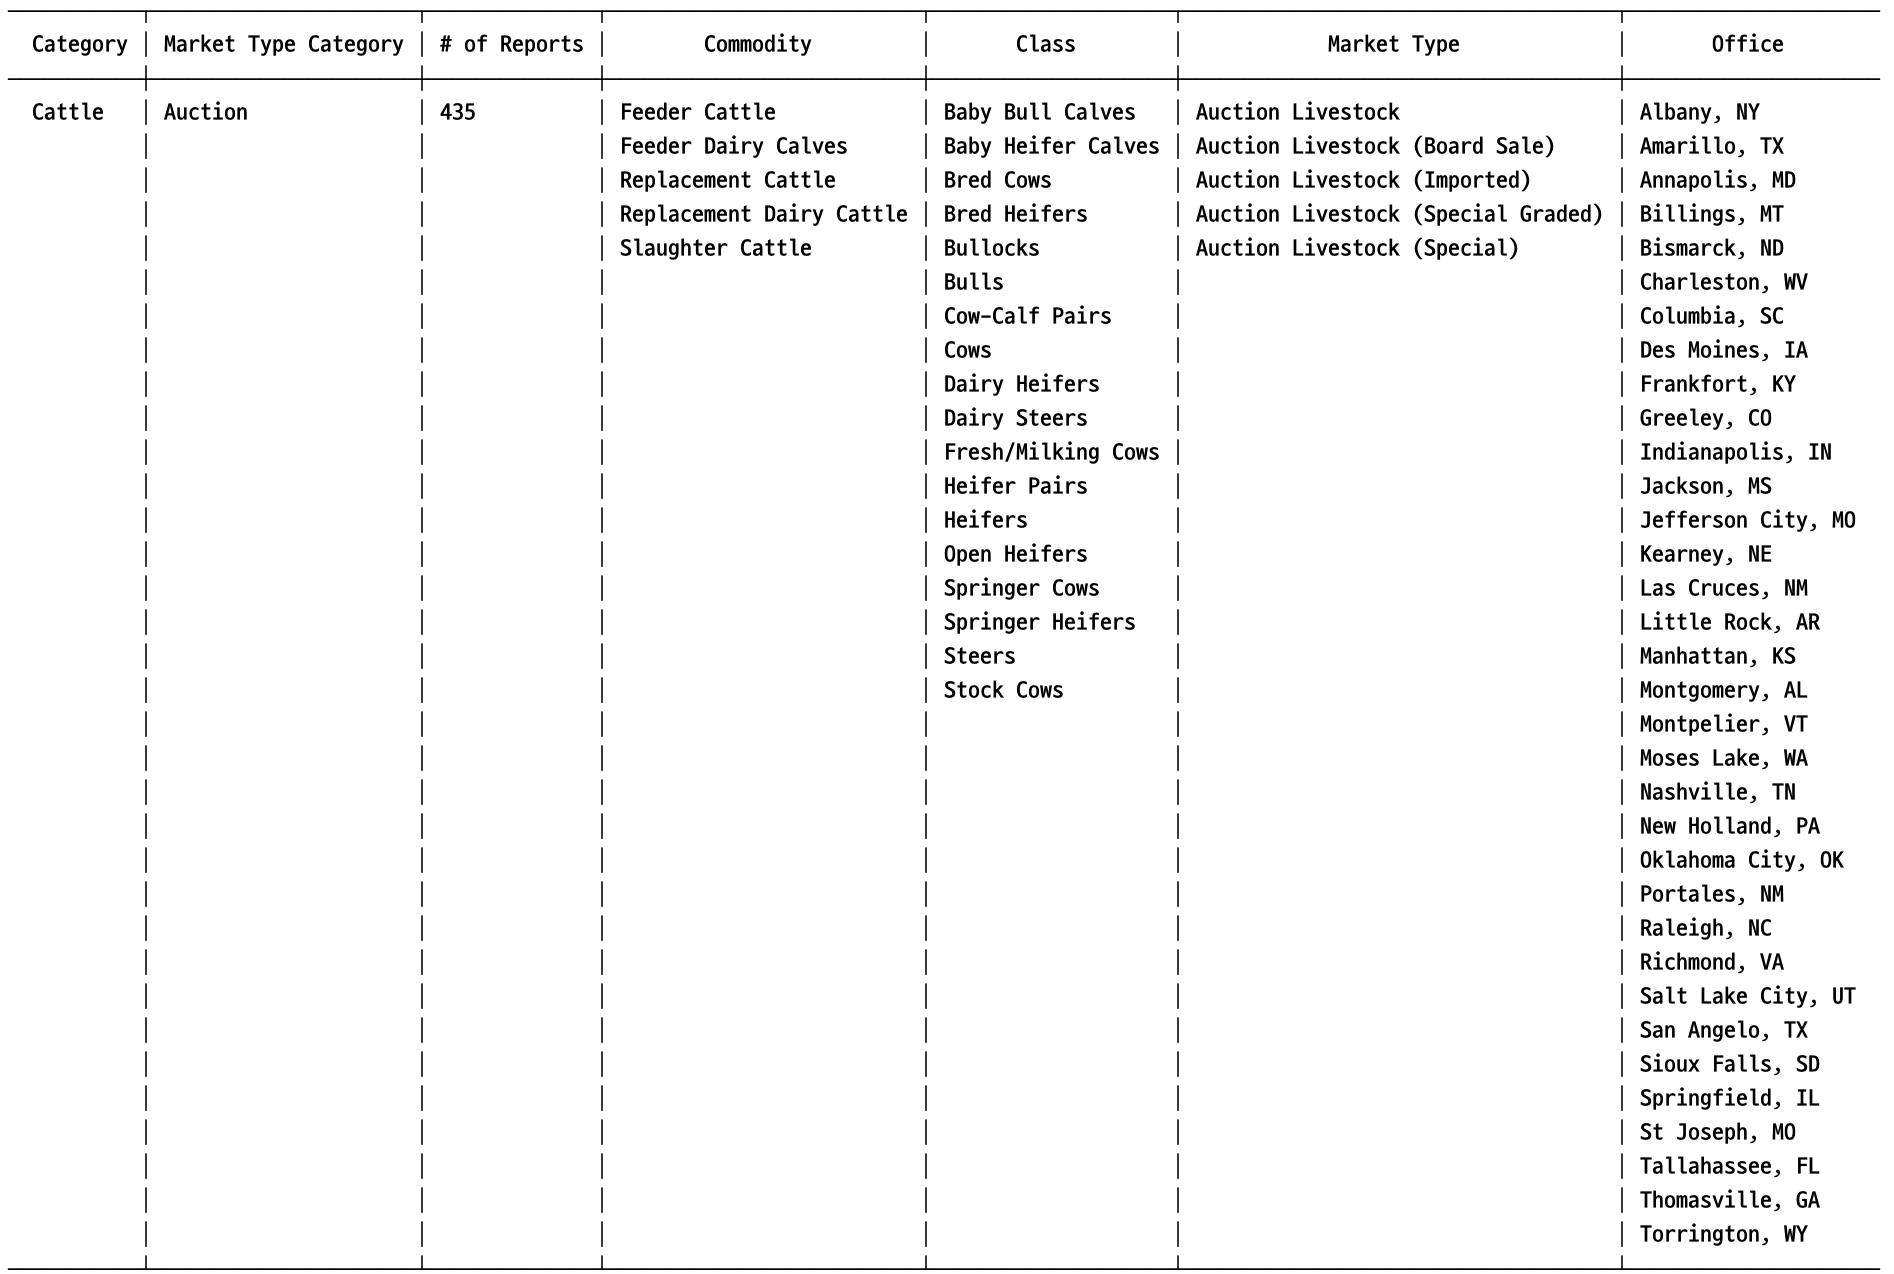 Category | Market Type Category | # of Reports | Commodity | Class | Market Type | Office
Cattle | Auction | 435 | Feeder Cattle | Baby Bull Calves | Auction Livestock | Albany, NY
Feeder Dairy Calves | Baby Heifer Calves | Auction Livestock (Board Sale) | Amarillo, TX
Replacement Cattle | Bred Cows | Auction Livestock (Imported) | Annapolis, MD
Replacement Dairy Cattle | Bred Heifers | Auction Livestock (Special Graded) | Billings, MT
Slaughter Cattle | Bullocks | Auction Livestock (Special) | Bismarck, ND
Bulls | Charleston, WV
Cow-Calf Pairs | Columbia, SC
Cows | Des Moines, IA
Dairy Heifers | Frankfort, KY
Dairy Steers | Greeley, CO
Fresh/Milking Cows | Indianapolis, IN
Heifer Pairs | Jackson, MS
Heifers | Jefferson City, MO
Open Heifers | Kearney, NE
Springer Cows | Las Cruces, NM
Springer Heifers | Little Rock, AR
Steers | Manhattan, KS
Stock Cows | Montgomery, AL
Montpelier, VT
Moses Lake, WA
Nashville, TN
New Holland, PA
Oklahoma City, OK
Portales, NM
Raleigh, NC
Richmond, VA
Salt Lake City, UT
San Angelo, TX
Sioux Falls, SD
Springfield, IL
St Joseph, MO
Tallahassee, FL
Thomasville, GA
Torrington, WY